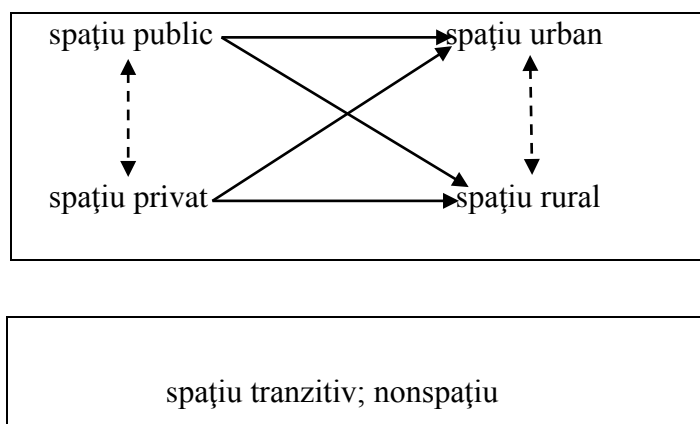 spaţiu public spaţiu urban
spaţiu privat spaţiu rural
spaţiu tranzitiv; nonspaţiu